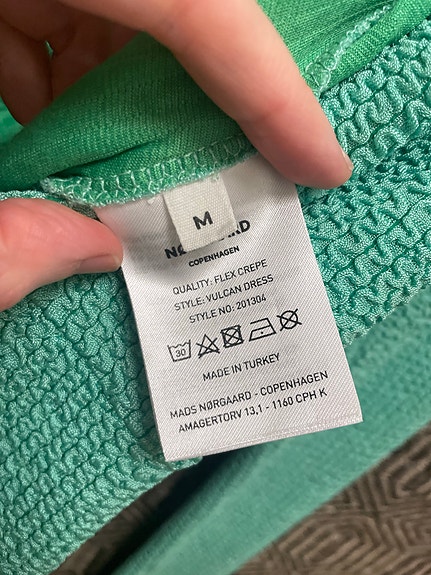 M
COPENHAGEN
QUALITY: FLEX CREPE
STYLE: VULCAN DRESS
STYLE NO: 201304
30
MADE IN TURKEY
MADS NØRGAARD - COPENHAGEN
AMAGERTORV 13,1 - 1160 CPH K